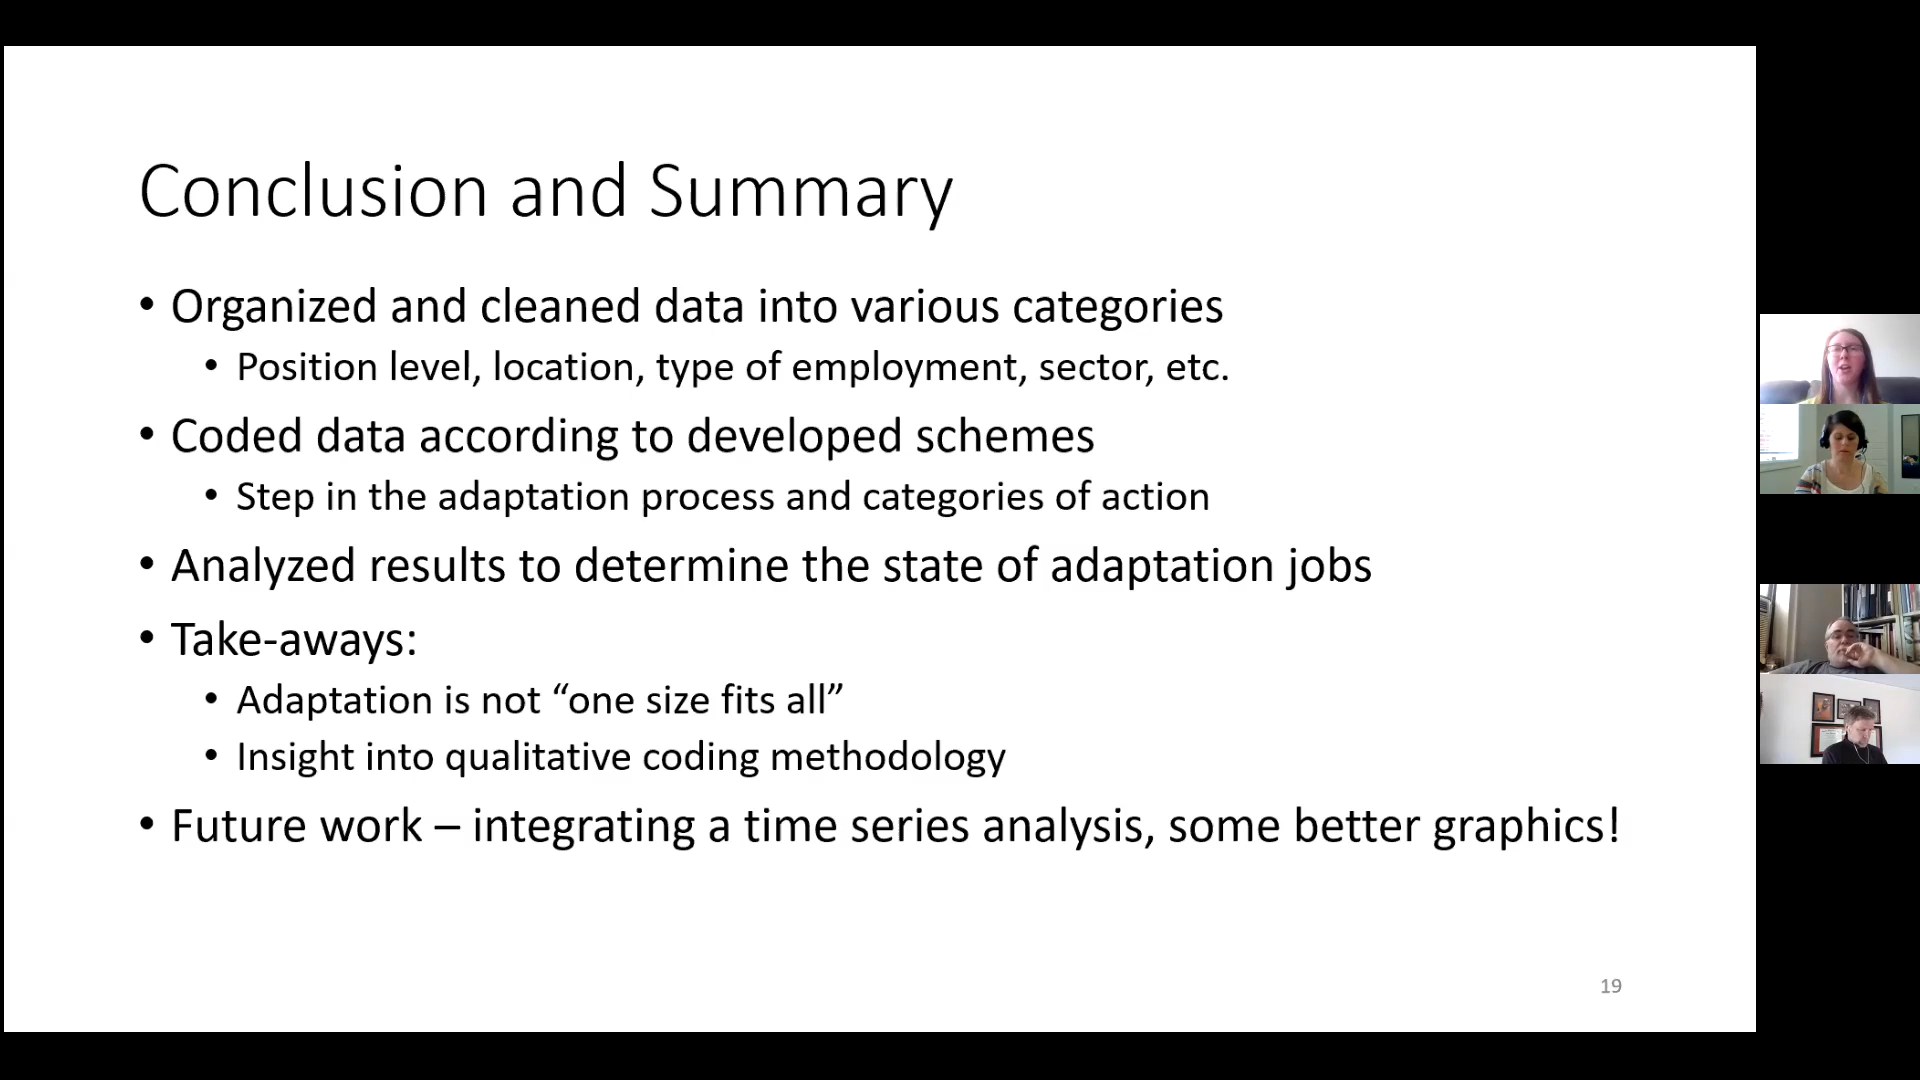 Conclusion and Summary
• Organized and cleaned data into various categories
• Position level, location, type of employment, sector, etc.
• Coded data according to developed schemes
• Step in the adaptation process and categories of action
• Analyzed results to determine the state of adaptation jobs
• Take-aways:
• Adaptation is not “one size fits all”
• Insight into qualitative coding methodology
• Future work – integrating a time series analysis, some better graphics!
19